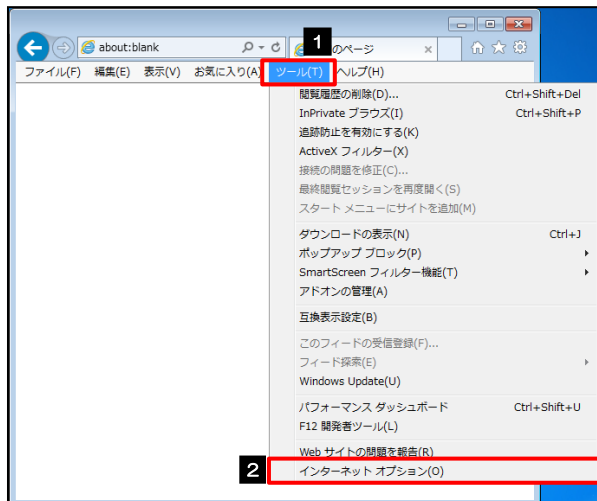 about:blank
1
のページ
ファイル(F) 編集(E) 表示(V) お気に入り(A) ツール(T) ヘルプ(H)
閲覧履歴の削除(D)... Ctrl+Shift+Del
InPrivate ブラウズ(I) Ctrl+Shift+P
追跡防止を有効にする(K)
ActiveX フィルター(X)
接続の問題を修正(C)...
最終閲覧セッションを再度開く(S)
スタート メニューにサイトを追加(M)
ダウンロードの表示(N) Ctrl+J
ポップアップ ブロック(P)
SmartScreen フィルター機能(T)
アドオンの管理(A)
互換表示設定(B)
このフィードの受信登録(F)...
フィード探索(E)
Windows Update(U)
パフォーマンス ダッシュボード Ctrl+Shift+U
F12 開発者ツール(L)
Web サイトの問題を報告(R)
2 インターネット オプション(O)